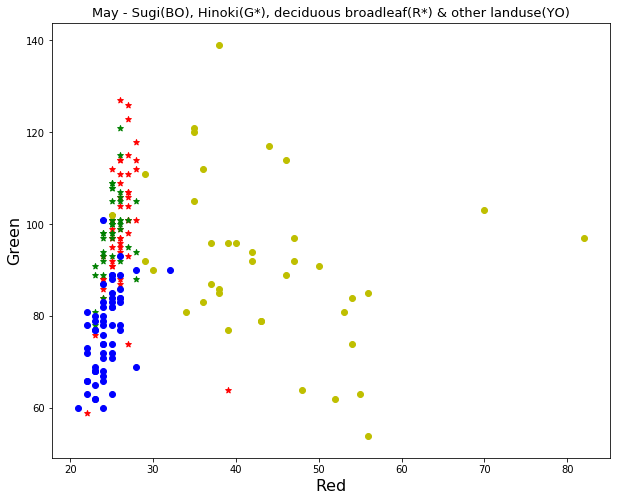 May - Sugi(BO), Hinoki(G*), deciduous broadleaf(R*) & other landuse(YO)
140
120
100
80
60
Green
20 30 40 50 60 70 80
Red